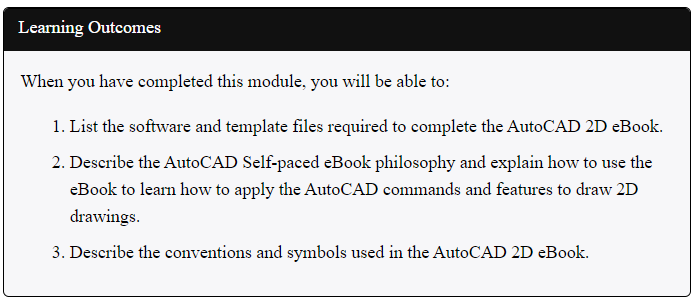 Learning Outcomes
When you have completed this module, you will be able to:
1. List the software and template files required to complete the AutoCAD 2D eBook.
2. Describe the AutoCAD Self-paced eBook philosophy and explain how to use the
eBook to learn how to apply the AutoCAD commands and features to draw 2D
drawings.
3. Describe the conventions and symbols used in the AutoCAD 2D eBook.